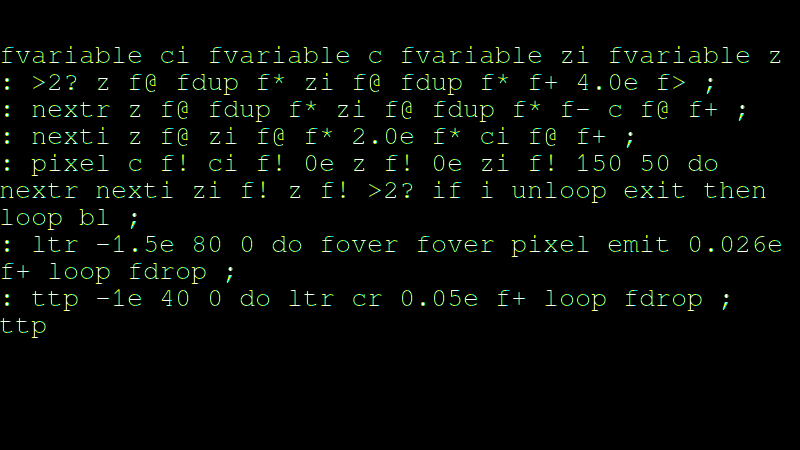 fvariable ci fvariable c fvariable zi fvariable z
: >2? z f@ fdup f* zi f@ fdup f* f+ 4.0e f> ;
: nextr z f@ fdup f* zi f@ fdup f* f- c f@ f+ ;
: nexti z f@ zi f@ f* 2.0e f* ci f@ f+ ;
: pixel c f! ci f! 0e z f! 0e zi f! 150 50 do
nextr nexti zi f! z f! >2? if i unloop exit then
loop bl ;
: ltr -1.5e 80 0 do fover fover pixel emit 0.026e
f+ loop fdrop ;
: ttp -1e 40 0 do ltr cr 0.05e f+ loop fdrop ;
ttp